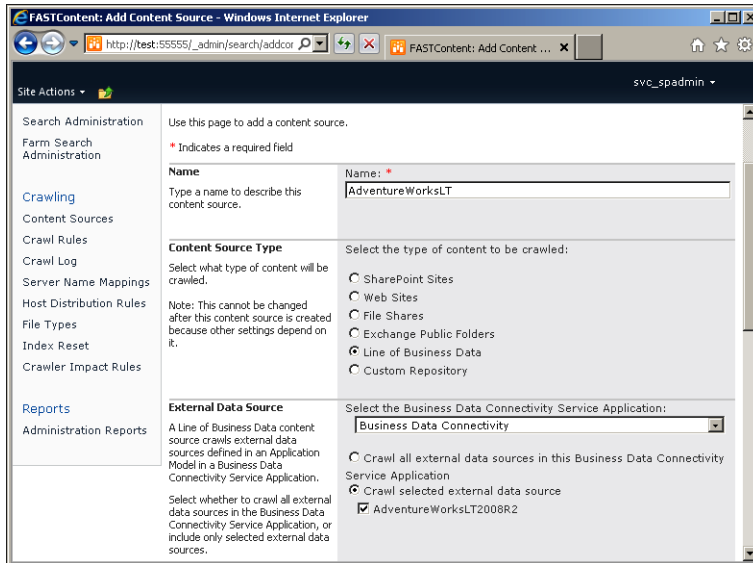 FASTContent: Add Content Source - Windows Internet Explorer
http://test:55555/_admin/search/addcor
FASTContent: Add Content ...
Site Actions
svc_spadmin
Search Administration
Farm Search
Administration
Crawling
Content Sources
Crawl Rules
Crawl Log
Server Name Mappings
Host Distribution Rules
File Types
Index Reset
Crawler Impact Rules
Reports
Administration Reports
Use this page to add a content source.
* Indicates a required field
Name
Type a name to describe this
content source.
Name: *
AdventureWorksLT
Content Source Type
Select what type of content will be
crawled.
Note: This cannot be changed
after this content source is created
because other settings depend on
it.
Select the type of content to be crawled:
SharePoint Sites
Web Sites
File Shares
Exchange Public Folders
Line of Business Data
Custom Repository
External Data Source
A Line of Business Data content
source crawls external data
sources defined in an Application
Model in a Business Data
Connectivity Service Application.
Select whether to crawl all external
data sources in the Business Data
Connectivity Service Application, or
include only selected external data
sources.
Select the Business Data Connectivity Service Application:
Business Data Connectivity
Crawl all external data sources in this Business Data Connectivity
Service Application
Crawl selected external data source
AdventureWorksLT2008R2